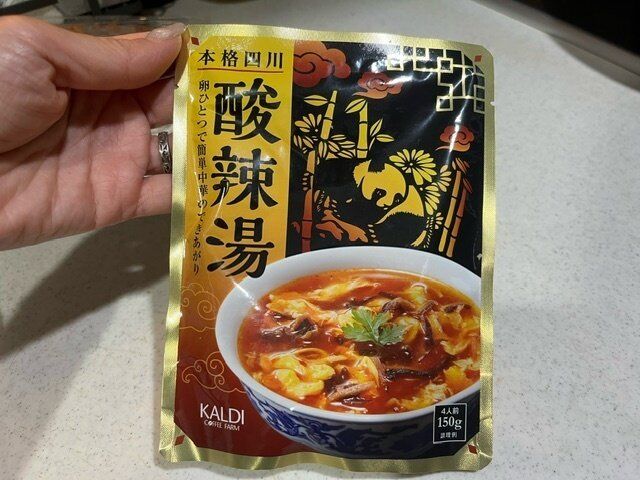 本格四川
酸辣湯
卵ひとつで簡単中華のできあがり
KALDI
COFFEE FARM
4人前
150g
調理例